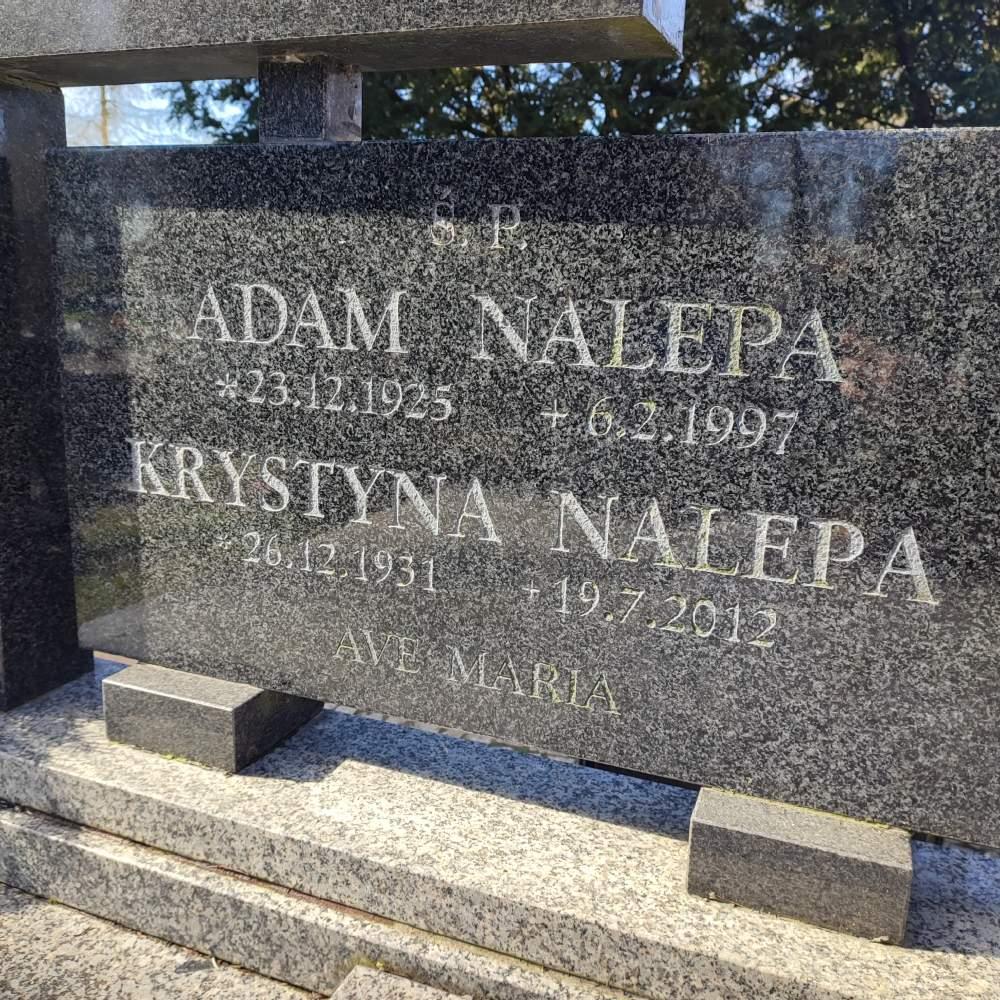 Ś. P.
ADAM NALEPA
*23.12.1925 + 6.2.1997
KRYSTYNA NALEPA
*26.12.1931 + 19.7.2012
AVE MARIA